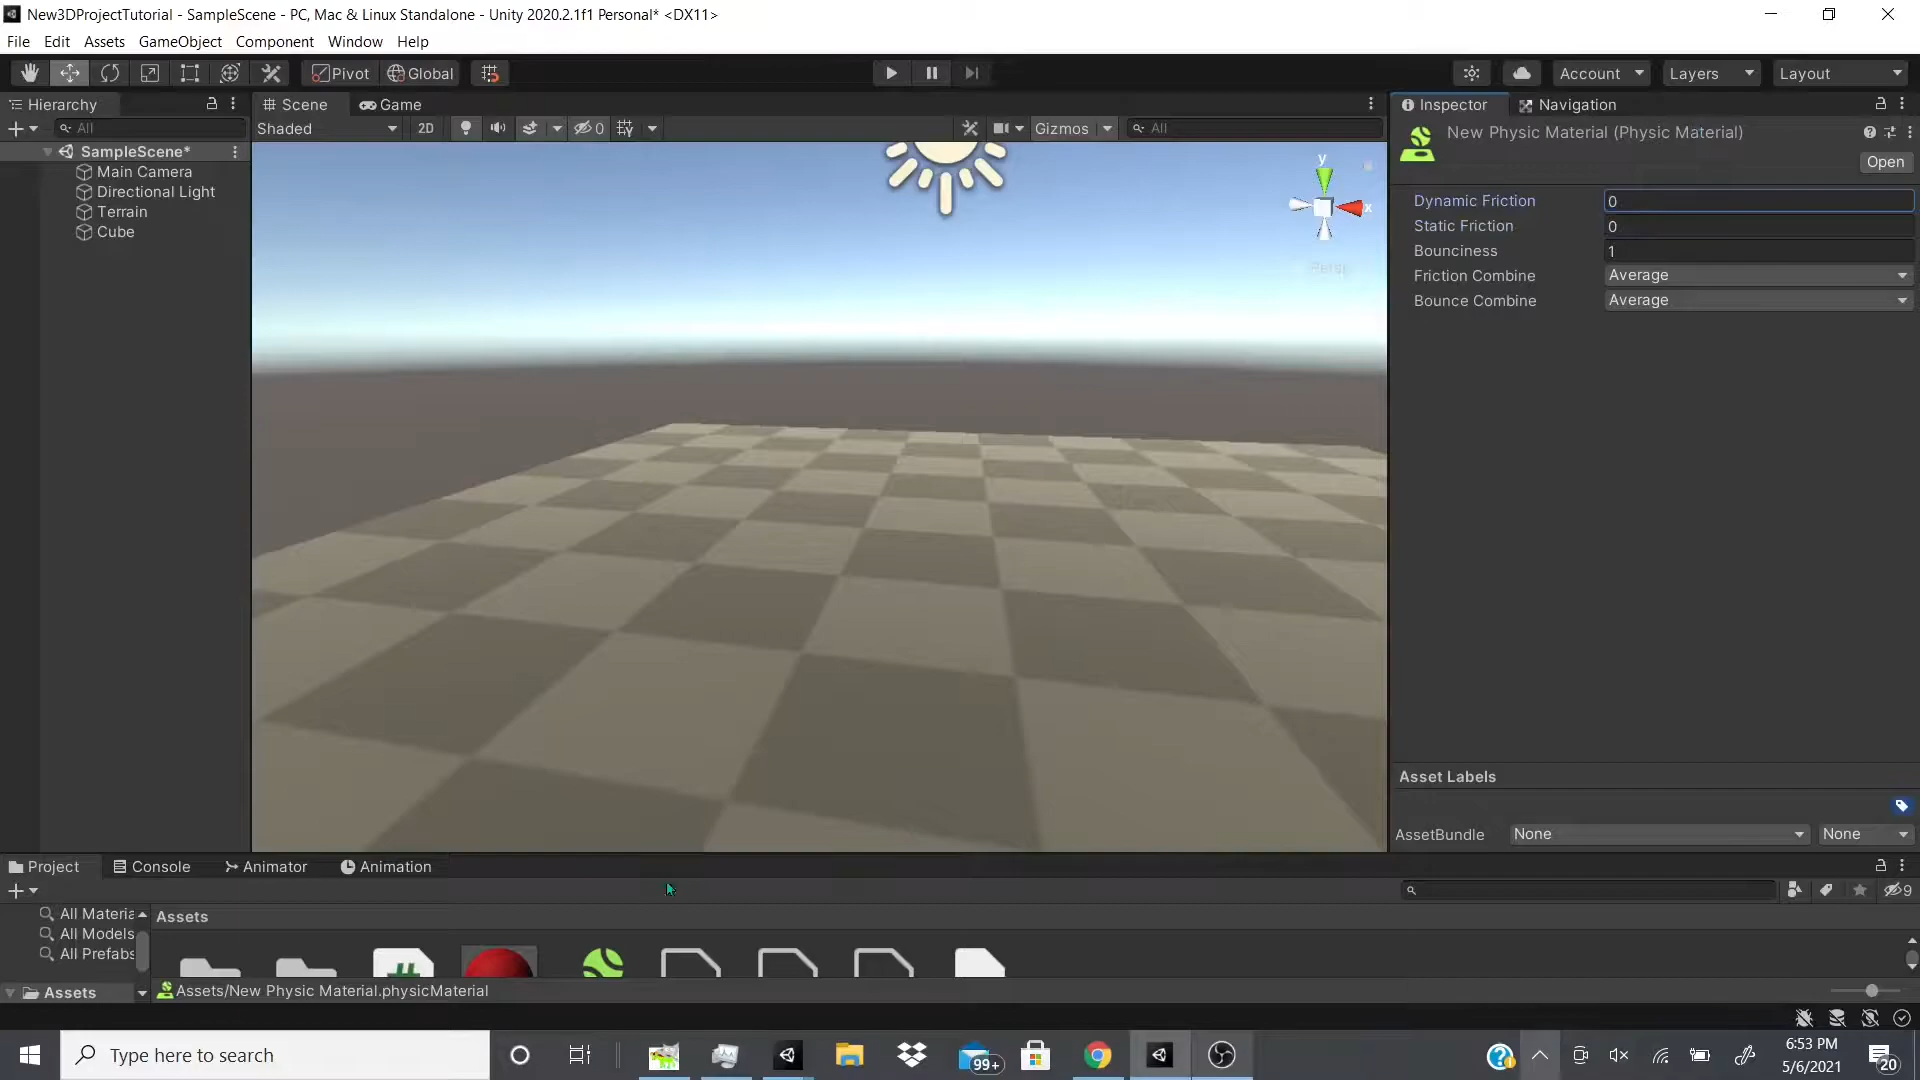 New3DProjectTutorial - SampleScene - PC, Mac & Linux Standalone - Unity 2020.2.1f1 Personal* <DX11>
File Edit Assets GameObject Component Window Help
Pivot Global Account Layers Layout
Hierarchy
All
SampleScene*
Main Camera
Directional Light
Terrain
Cube
Scene Game
Shaded 2D 0 Gizmos All
y
x
Persp
Inspector Navigation
New Physic Material (Physic Material)
Open
Dynamic Friction 0
Static Friction 0
Bounciness 1
Friction Combine Average
Bounce Combine Average
Asset Labels
AssetBundle None None
Project Console Animator Animation
9
All Materia
All Models
All Prefabs
Assets
Assets
Assets/New Physic Material.physicMaterial
Type here to search
99+
6:53 PM
5/6/2021
20